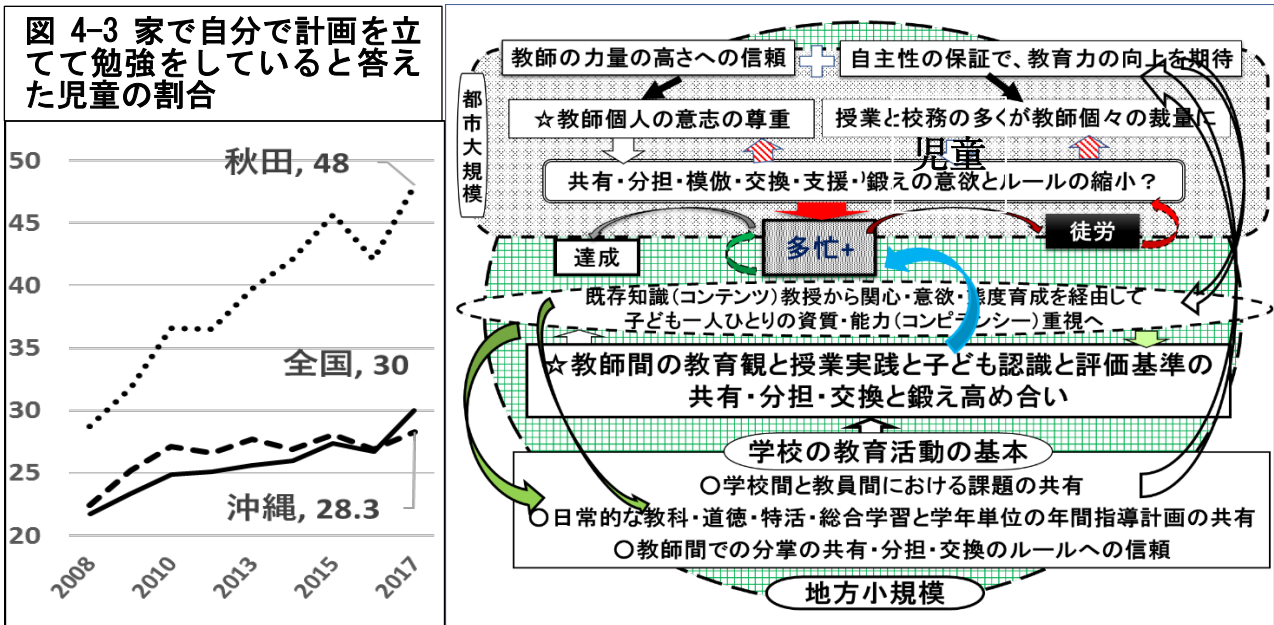 図 4-3 家で自分で計画を立
てて勉強をしていると答え
た児童の割合
50
45
40
35
30
25
20
秋田, 48
全国, 30
沖縄, 28.3
2008
2010
2013
2015
2017
教師の力量の高さへの信頼
自主性の保証で、教育力の向上を期待
都市大規模
☆教師個人の意志の尊重
授業と校務の多くが教師個々の裁量に
児童
共有・分担・模倣・交換・支援・鍛えの意欲とルールの縮小?
達成
多忙+
徒労
既存知識(コンテンツ)教授から関心・意欲・態度育成を経由して
子ども一人ひとりの資質・能力(コンピテンシー)重視へ
☆教師間の教育観と授業実践と子ども認識と評価基準の
共有・分担・交換と鍛え高め合い
学校の教育活動の基本
○学校間と教員間における課題の共有
○日常的な教科・道徳・特活・総合学習と学年単位の年間指導計画の共有
○教師間での分掌の共有・分担・交換のルールへの信頼
地方小規模